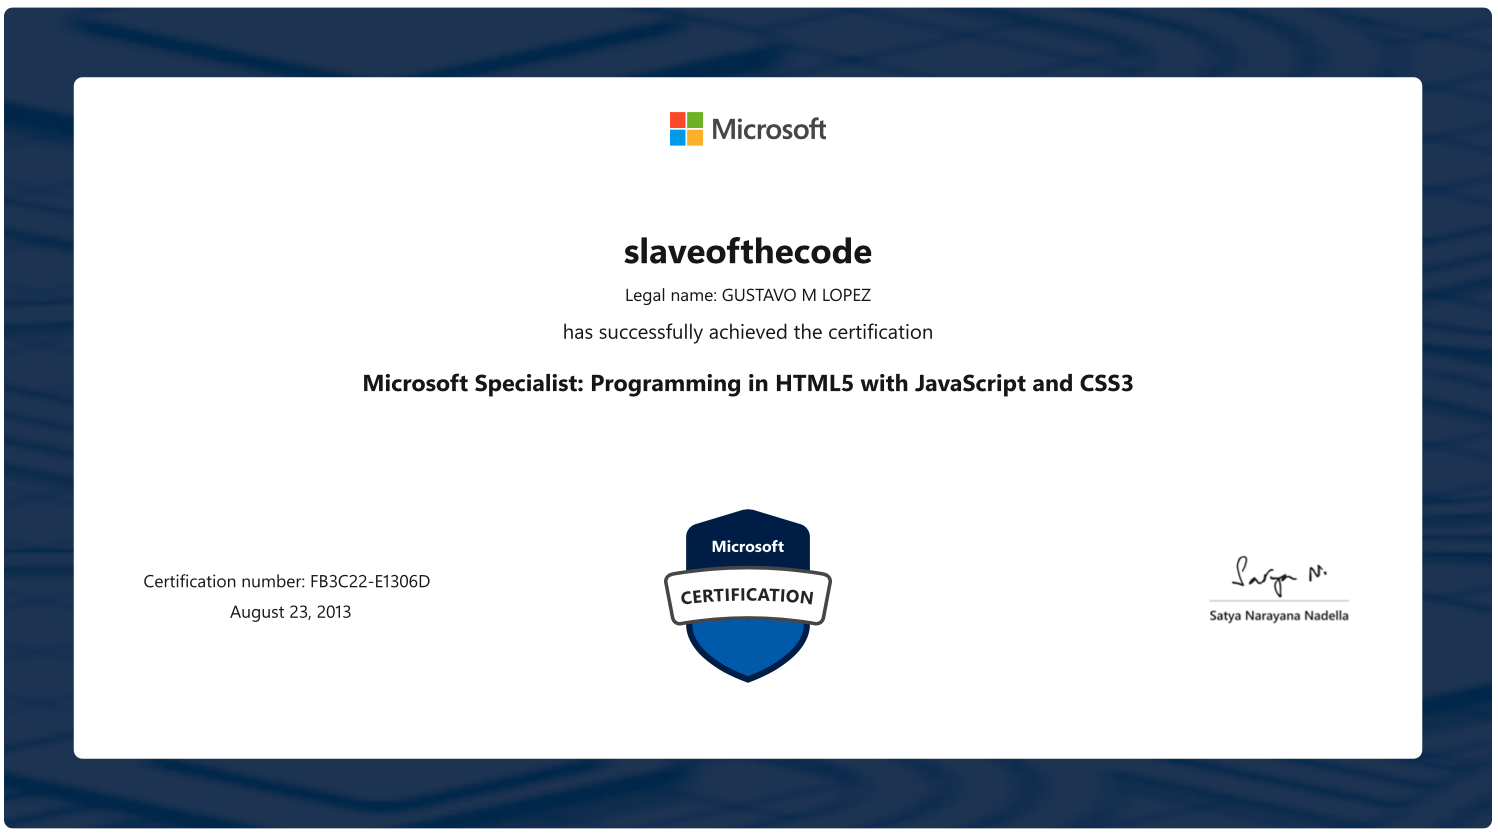 Microsoft
slaveofthecode
Legal name: GUSTAVO M LOPEZ
has successfully achieved the certification
Microsoft Specialist: Programming in HTML5 with JavaScript and CSS3
Certification number: FB3C22-E1306D
August 23, 2013
Microsoft
CERTIFICATION
Satya N.
Satya Narayana Nadella